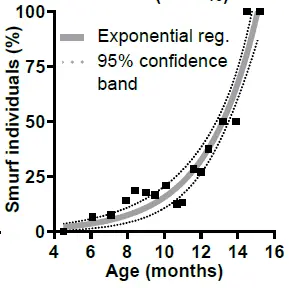 100
Exponential reg.
95% confidence
band
75
50
25
0
Smurf individuals (%)
4 6 8 10 12 14 16
Age (months)